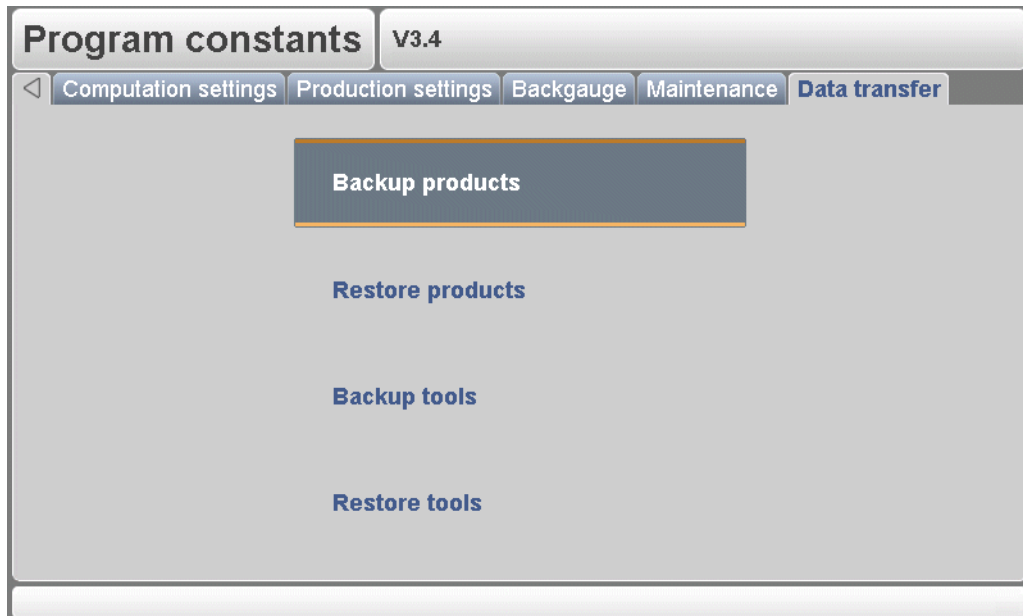 Program constants V3.4
Computation settings Production settings Backgauge Maintenance Data transfer
Backup products
Restore products
Backup tools
Restore tools